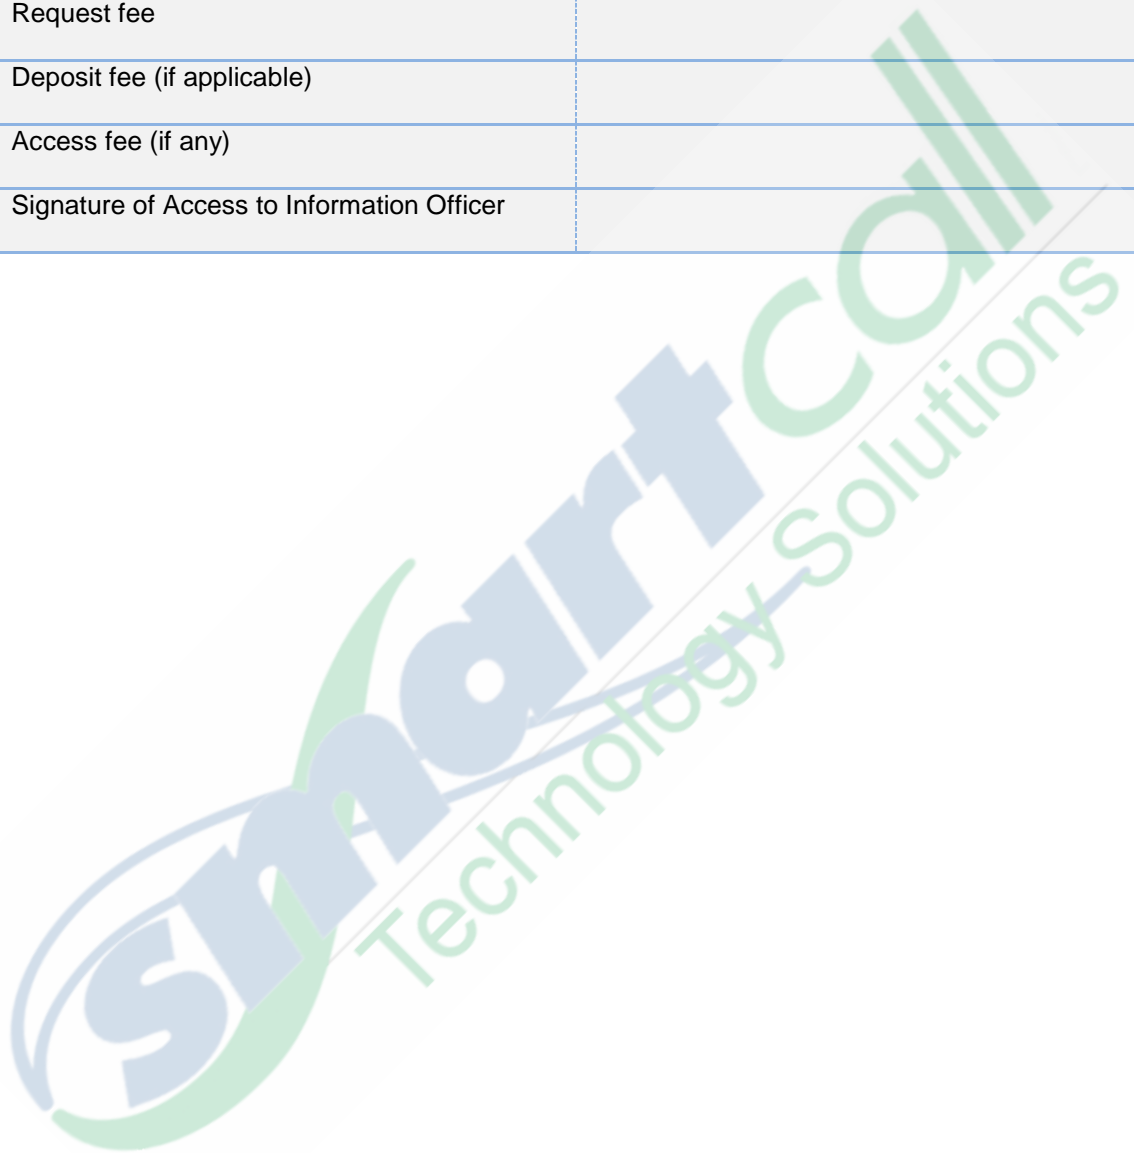 Request fee
Deposit fee (if applicable)
Access fee (if any)
Signature of Access to Information Officer
smartcall
Technology Solutions